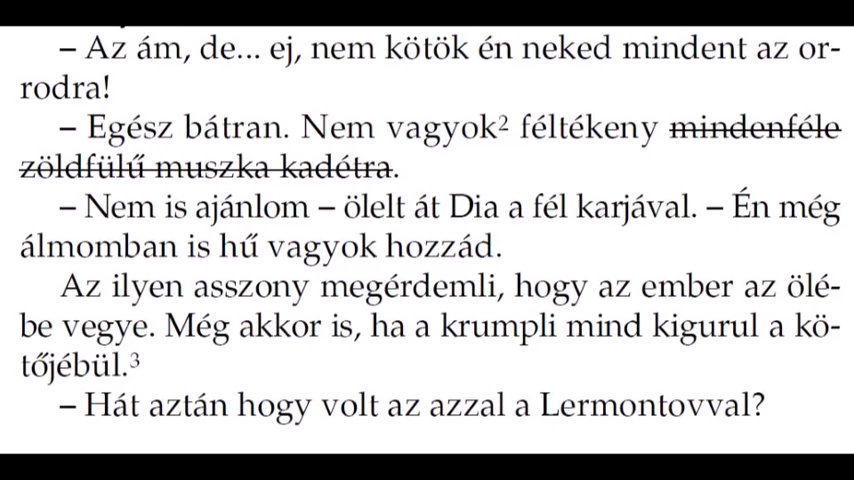 – Az ám, de... ej, nem kötök én neked mindent az or-
rodra!
– Egész bátran. Nem vagyok² féltékeny mindenféle
zöldfülű muszka kadétra.
– Nem is ajánlom – ölelt át Dia a fél karjával. – Én még
álmomban is hű vagyok hozzád.
Az ilyen asszony megérdemli, hogy az ember az ölé-
be vegye. Még akkor is, ha a krumpli mind kigurul a kö-
tőjébül.³
– Hát aztán hogy volt az azzal a Lermontovval?